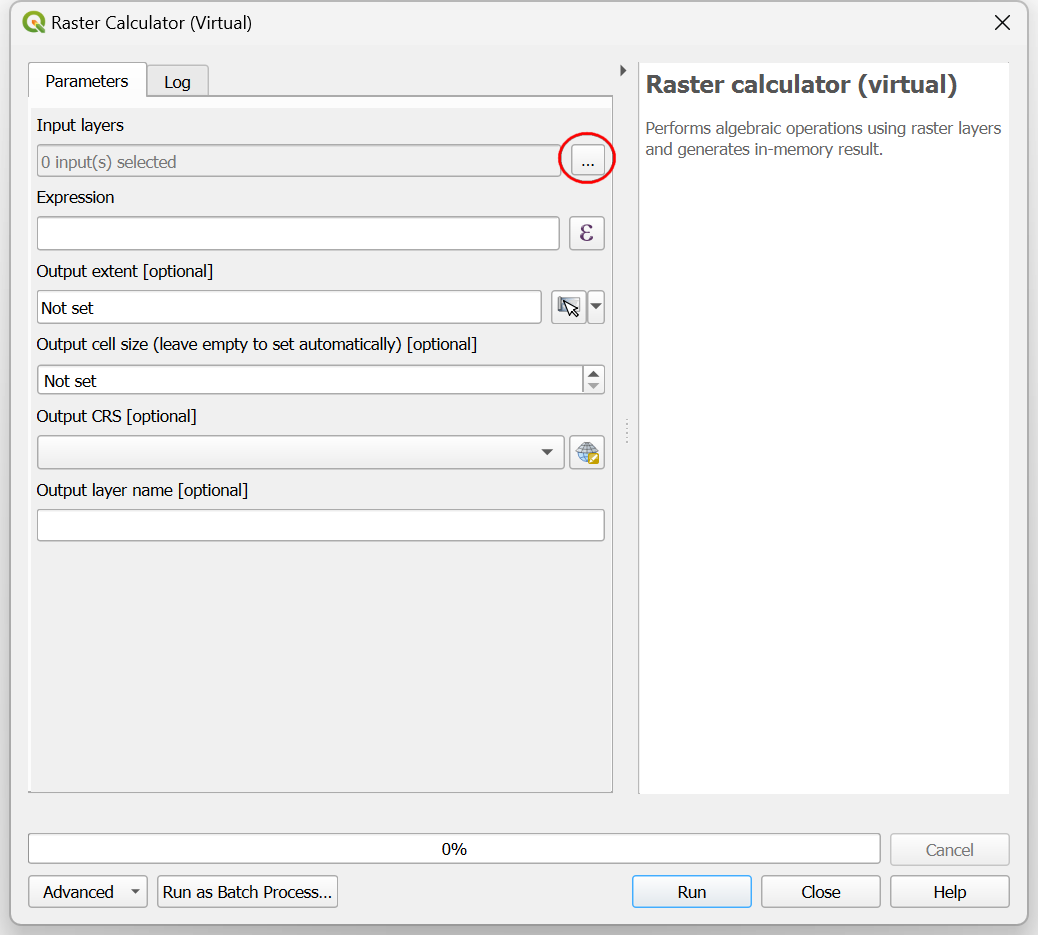 Raster Calculator (Virtual)
Parameters
Log
Input layers
0 input(s) selected
...
Expression
ε
Output extent [optional]
Not set
Output cell size (leave empty to set automatically) [optional]
Not set
Output CRS [optional]
Output layer name [optional]
Raster calculator (virtual)
Performs algebraic operations using raster layers
and generates in-memory result.
0%
Cancel
Advanced
Run as Batch Process...
Run
Close
Help